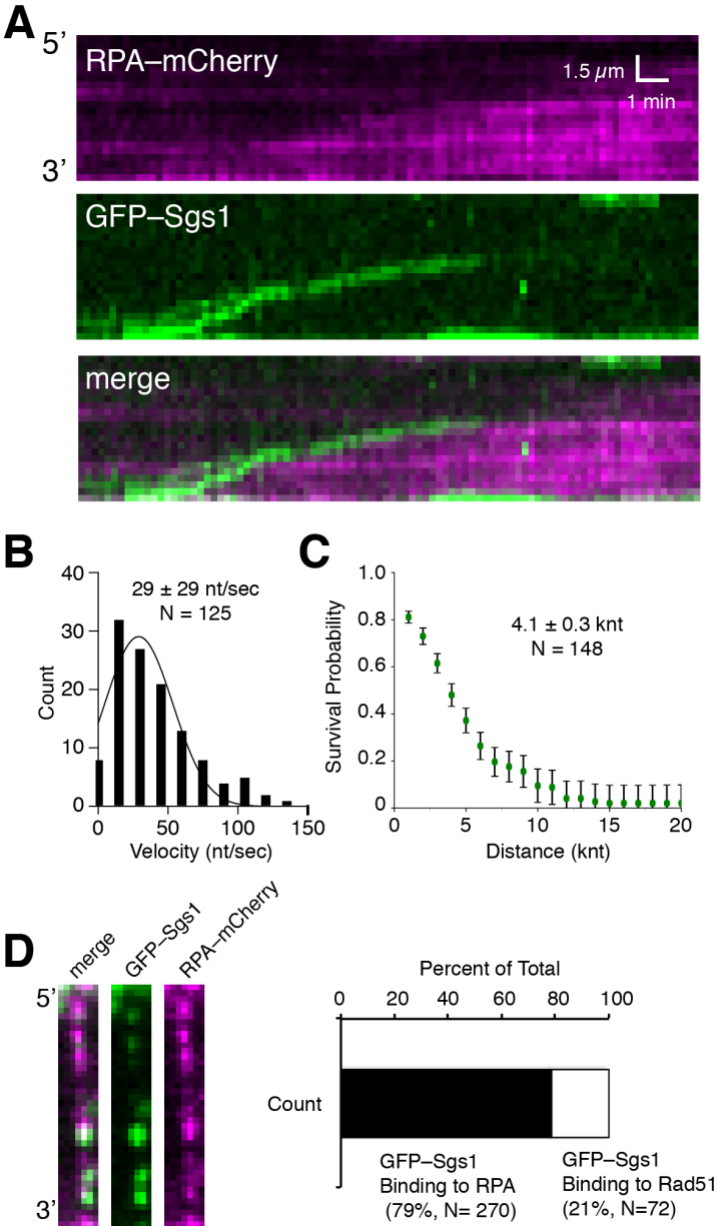 A
5'
RPA–mCherry
1.5 µm
1 min
3'
GFP–Sgs1
merge
B
40
30
20
10
0
Count
29 ± 29 nt/sec
N = 125
0
50
100
150
Velocity (nt/sec)
C
1.0
0.8
0.6
0.4
0.2
0
Survival Probability
4.1 ± 0.3 knt
N = 148
0
5
10
15
20
Distance (knt)
D
merge
GFP–Sgs1
RPA–mCherry
5'
3'
Percent of Total
0
20
40
60
80
100
Count
GFP–Sgs1
Binding to RPA
(79%, N= 270)
GFP–Sgs1
Binding to Rad51
(21%, N=72)